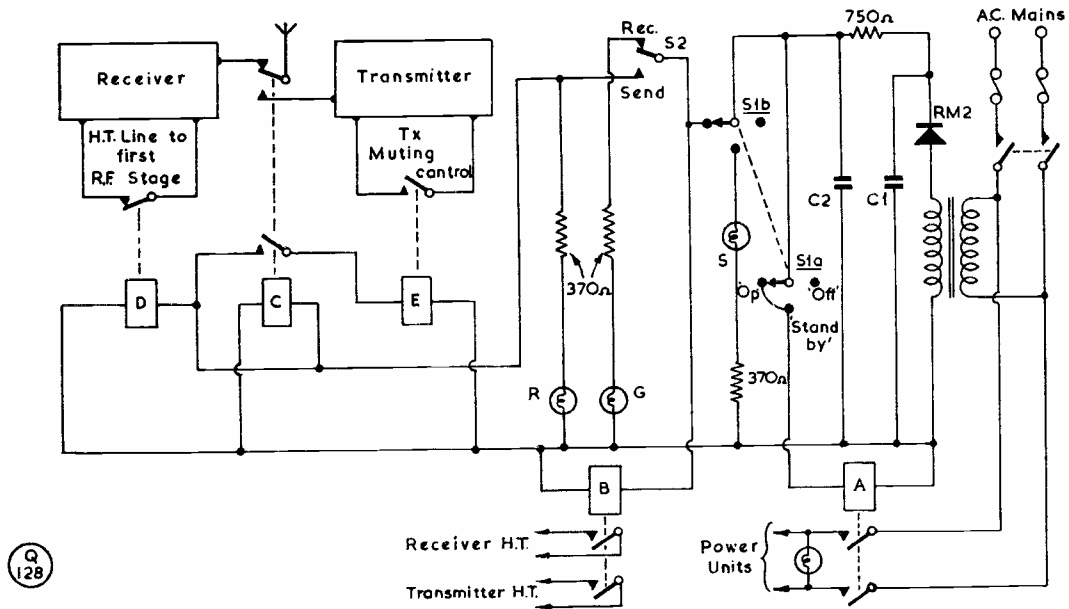 750Ω
A.C. Mains
Rec.
S2
Receiver
Transmitter
Send
S1b
RM2
H.T. Line to
first
R.F. Stage
Tx
Muting
cantrol
C2
C1
S
S1a
370Ω
'Op'
'Off'
'Stand
by'
D
C
E
370Ω
R
G
B
A
Receiver H.T.
Power
Units
Transmitter H.T.
Q
128